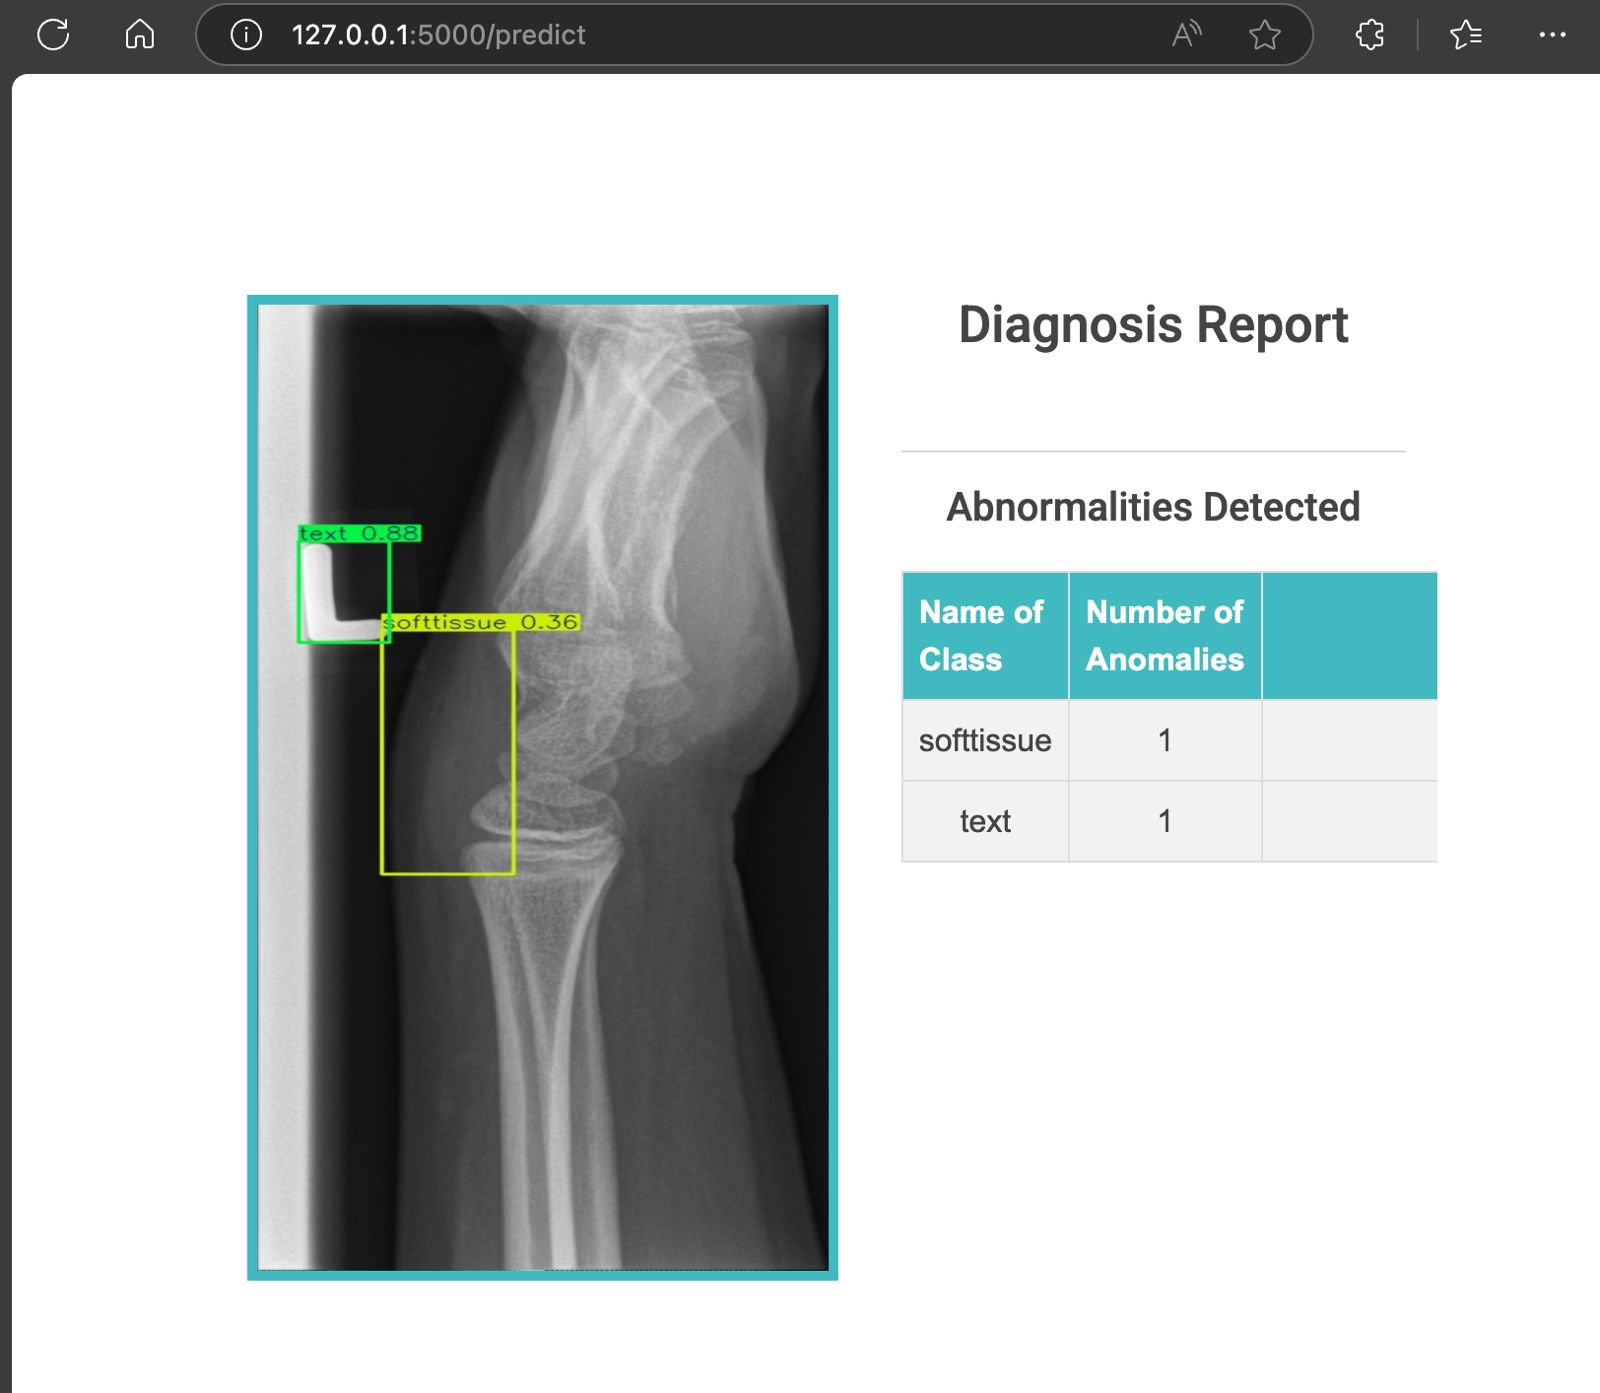 127.0.0.1:5000/predict
Diagnosis Report
Abnormalities Detected
Name of Class
Number of Anomalies
softtissue
1
text
1
text 0.88
L
softtissue 0.36